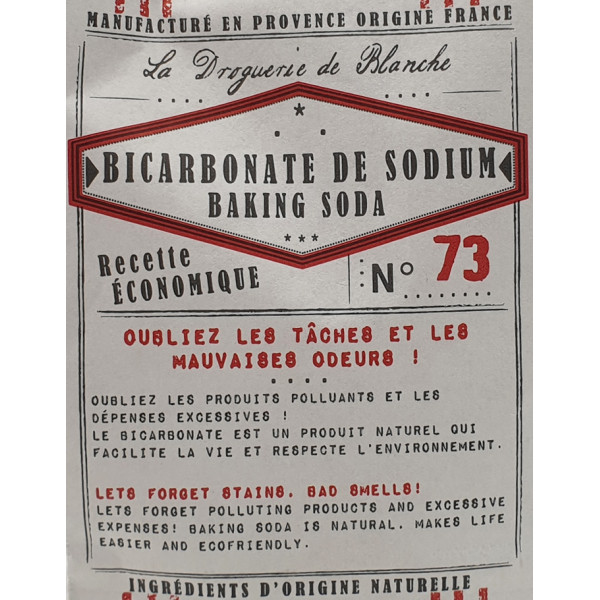 MANUFACTURÉ EN PROVENCE ORIGINE FRANCE
La Droguerie de Blanche
BICARBONATE DE SODIUM
BAKING SODA
Recette
ÉCONOMIQUE
N° 73
OUBLIEZ LES TÂCHES ET LES
MAUVAISES ODEURS !
OUBLIEZ LES PRODUITS POLLUANTS ET LES
DÉPENSES EXCESSIVES !
LE BICARBONATE EST UN PRODUIT NATUREL QUI
FACILITE LA VIE ET RESPECTE L'ENVIRONNEMENT.
LETS FORGET STAINS, BAD SMELLS!
LETS FORGET POLLUTING PRODUCTS AND EXCESSIVE
EXPENSES! BAKING SODA IS NATURAL, MAKES LIFE
EASIER AND ECOFRIENDLY.
INGRÉDIENTS D'ORIGINE NATURELLE